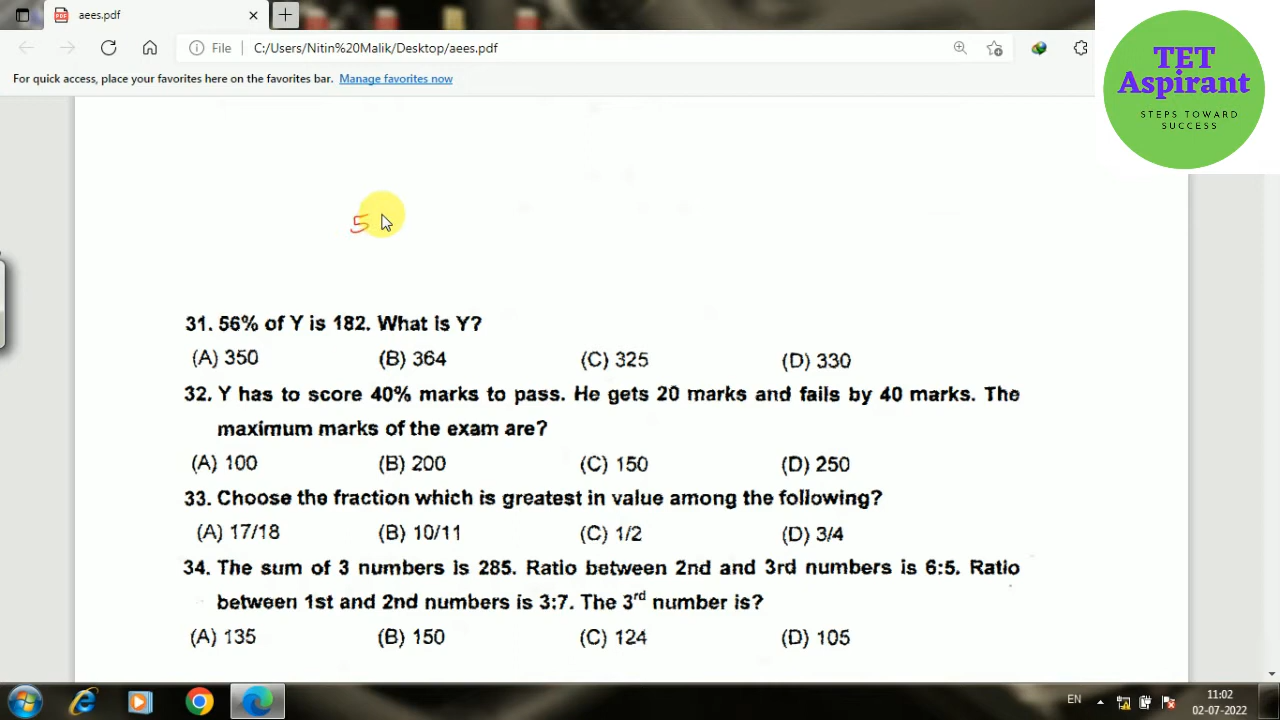 aees.pdf
File
C:/Users/Nitin%20Malik/Desktop/aees.pdf
For quick access, place your favorites here on the favorites bar. Manage favorites now
TET
Aspirant
STEPS TOWARD
SUCCESS
5
31. 56% of Y is 182. What is Y?
(A) 350 (B) 364 (C) 325 (D) 330
32. Y has to score 40% marks to pass. He gets 20 marks and fails by 40 marks. The
maximum marks of the exam are?
(A) 100 (B) 200 (C) 150 (D) 250
33. Choose the fraction which is greatest in value among the following?
(A) 17/18 (B) 10/11 (C) 1/2 (D) 3/4
34. The sum of 3 numbers is 285. Ratio between 2nd and 3rd numbers is 6:5. Ratio
between 1st and 2nd numbers is 3:7. The 3rd number is?
(A) 135 (B) 150 (C) 124 (D) 105
EN
11:02
02-07-2022